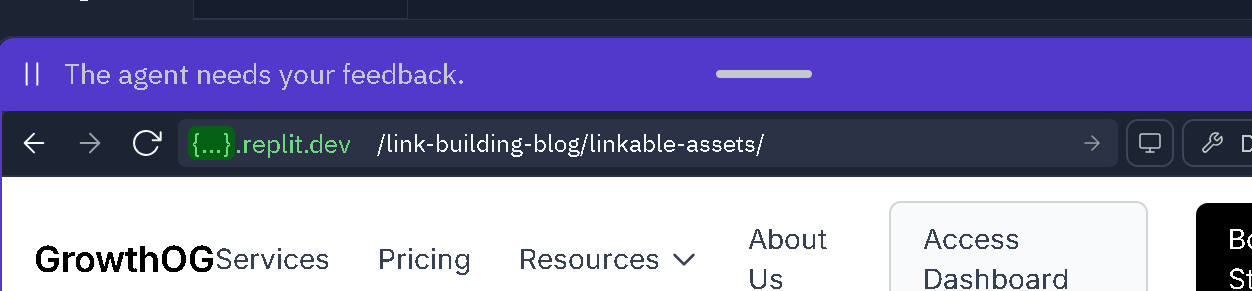 The agent needs your feedback.
{...}.replit.dev /link-building-blog/linkable-assets/
GrowthOG Services Pricing Resources About Us Access Dashboard